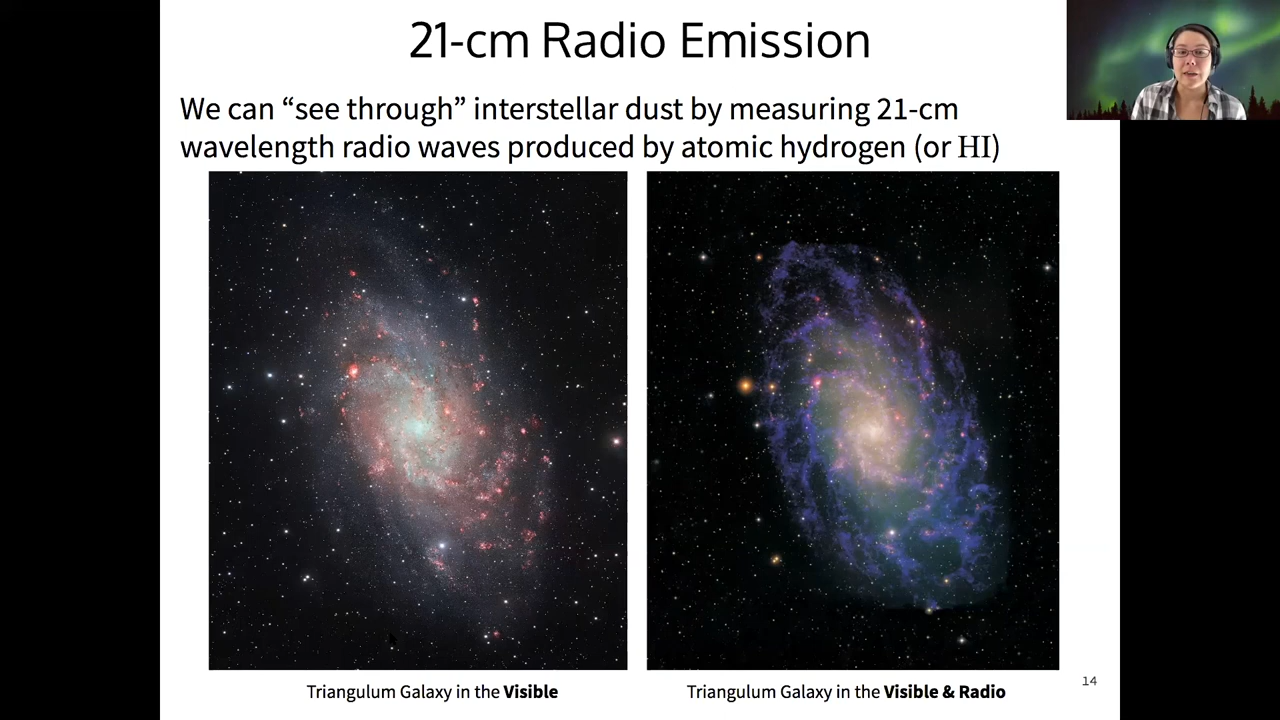 21-cm Radio Emission
We can “see through” interstellar dust by measuring 21-cm
wavelength radio waves produced by atomic hydrogen (or HI)
Triangulum Galaxy in the Visible
Triangulum Galaxy in the Visible & Radio
14